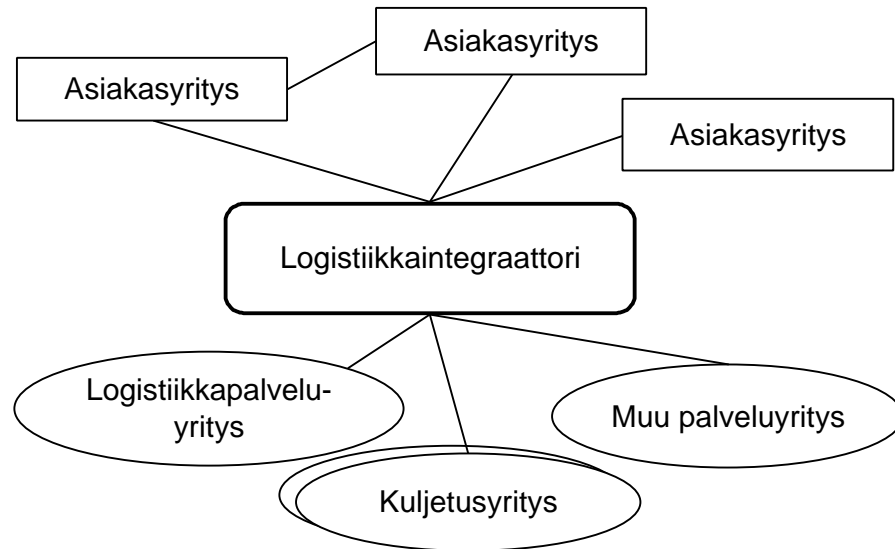 Asiakasyritys
Asiakasyritys
Asiakasyritys
Logistiikkaintegraattori
Logistiikkapalvelu-
yritys
Muu palveluyritys
Kuljetusyritys